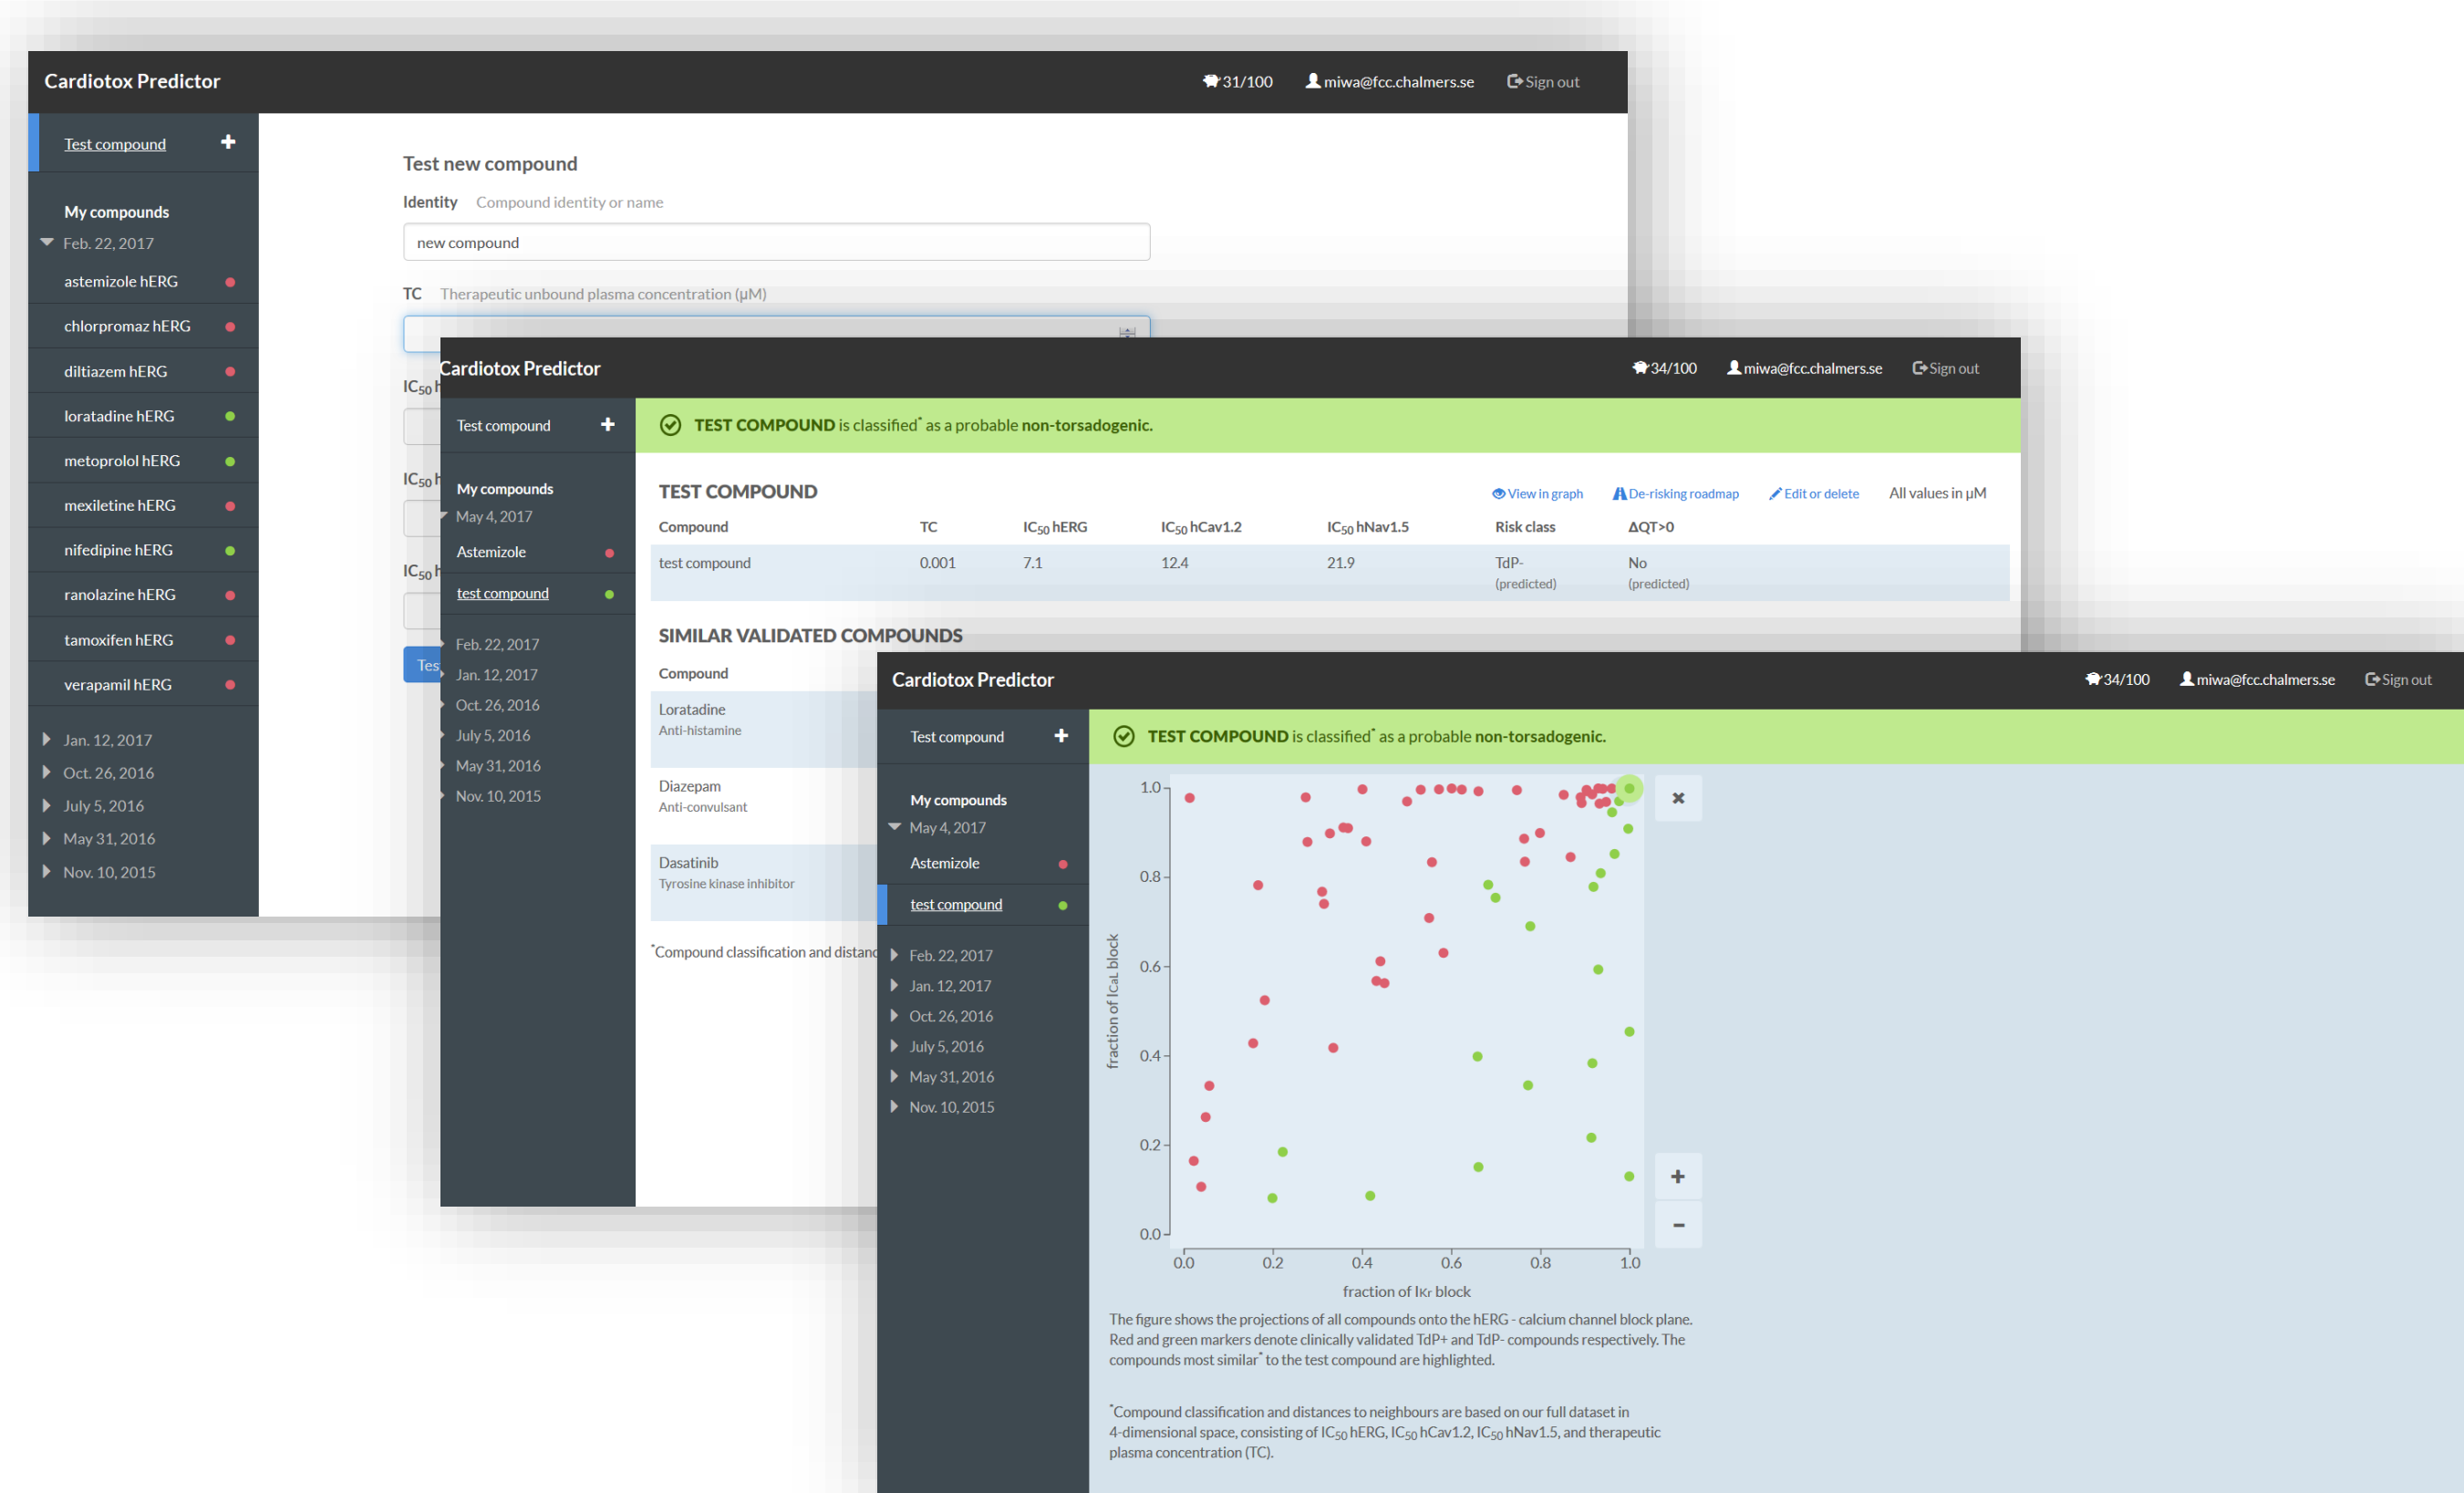 Cardiotox Predictor
31/100 miwa@fcc.chalmers.se Sign out
Test compound
My compounds
Feb. 22, 2017
astemizole hERG
chlorpromaz hERG
diltiazem hERG
loratadine hERG
metoprolol hERG
mexiletine hERG
nifedipine hERG
ranolazine hERG
tamoxifen hERG
verapamil hERG
Jan. 12, 2017
Oct. 26, 2016
July 5, 2016
May 31, 2016
Nov. 10, 2015
Test new compound
Identity Compound identity or name
new compound
TC Therapeutic unbound plasma concentration (μM)
IC50 h
IC50 h
IC50 h
Tes
Cardiotox Predictor
34/100 miwa@fcc.chalmers.se Sign out
Test compound
My compounds
May 4, 2017
Astemizole
test compound
Feb. 22, 2017
Jan. 12, 2017
Oct. 26, 2016
July 5, 2016
May 31, 2016
Nov. 10, 2015
TEST COMPOUND is classified* as a probable non-torsadogenic.
TEST COMPOUND
View in graph De-risking roadmap Edit or delete All values in μM
Compound TC IC50 hERG IC50 hCav1.2 IC50 hNav1.5 Risk class ΔQT>0
test compound 0.001 7.1 12.4 21.9 TdP- No
(predicted) (predicted)
SIMILAR VALIDATED COMPOUNDS
Compound
Loratadine
Anti-histamine
Diazepam
Anti-convulsant
Dasatinib
Tyrosine kinase inhibitor
*Compound classification and distanc
Cardiotox Predictor
34/100 miwa@fcc.chalmers.se Sign out
Test compound
My compounds
May 4, 2017
Astemizole
test compound
Feb. 22, 2017
Jan. 12, 2017
Oct. 26, 2016
July 5, 2016
May 31, 2016
Nov. 10, 2015
TEST COMPOUND is classified* as a probable non-torsadogenic.
1.0
0.8
0.6
0.4
0.2
0.0
fraction of ICaL block
0.0 0.2 0.4 0.6 0.8 1.0
fraction of IKr block
The figure shows the projections of all compounds onto the hERG - calcium channel block plane.
Red and green markers denote clinically validated TdP+ and TdP- compounds respectively. The
compounds most similar* to the test compound are highlighted.
*Compound classification and distances to neighbours are based on our full dataset in
4-dimensional space, consisting of IC50 hERG, IC50 hCav1.2, IC50 hNav1.5, and therapeutic
plasma concentration (TC).